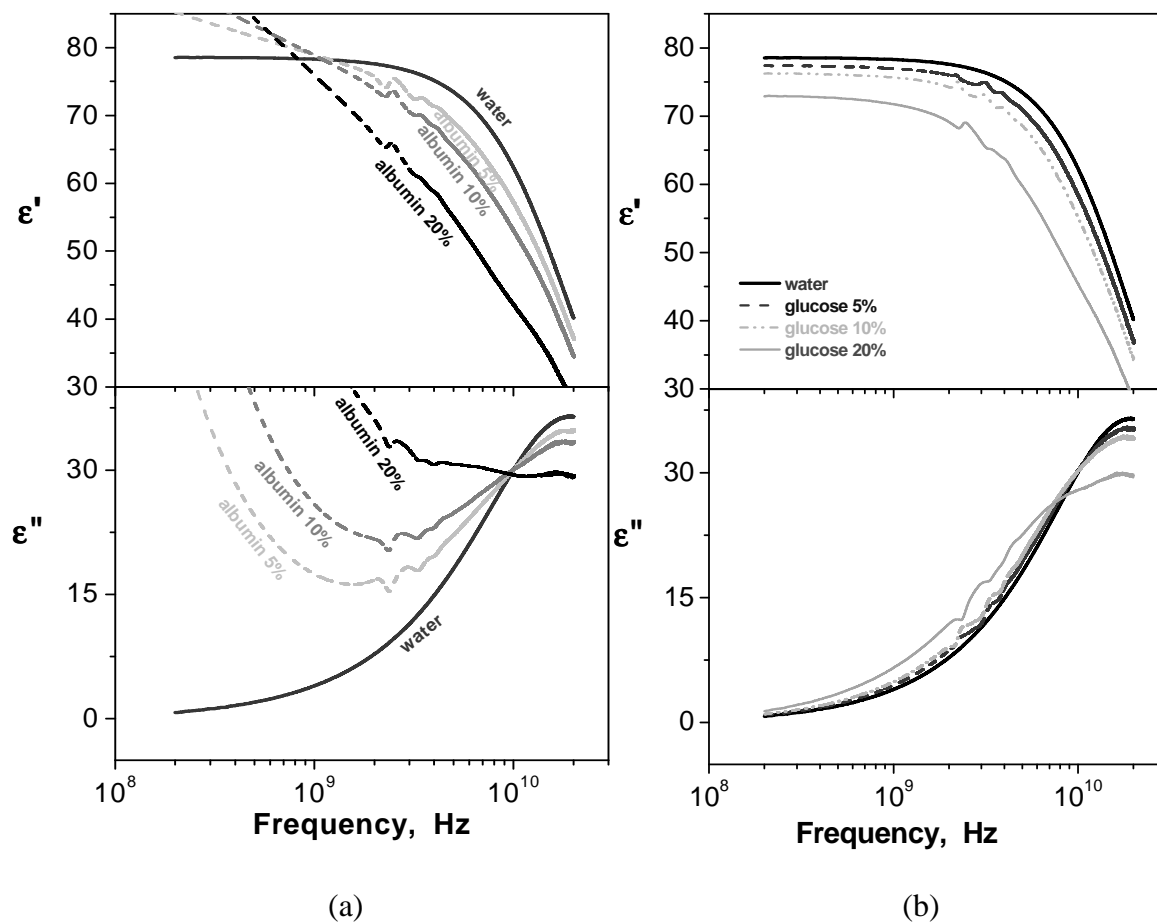 80
70
60
50
40
30
ε'
water
albumin 5%
albumin 10%
albumin 20%
30
15
0
ε"
albumin 20%
albumin 10%
albumin 5%
water
10^8 10^9 10^10
Frequency, Hz
(a)
80
70
60
50
40
30
ε'
water
glucose 5%
glucose 10%
glucose 20%
30
15
0
ε"
10^8 10^9 10^10
Frequency, Hz
(b)